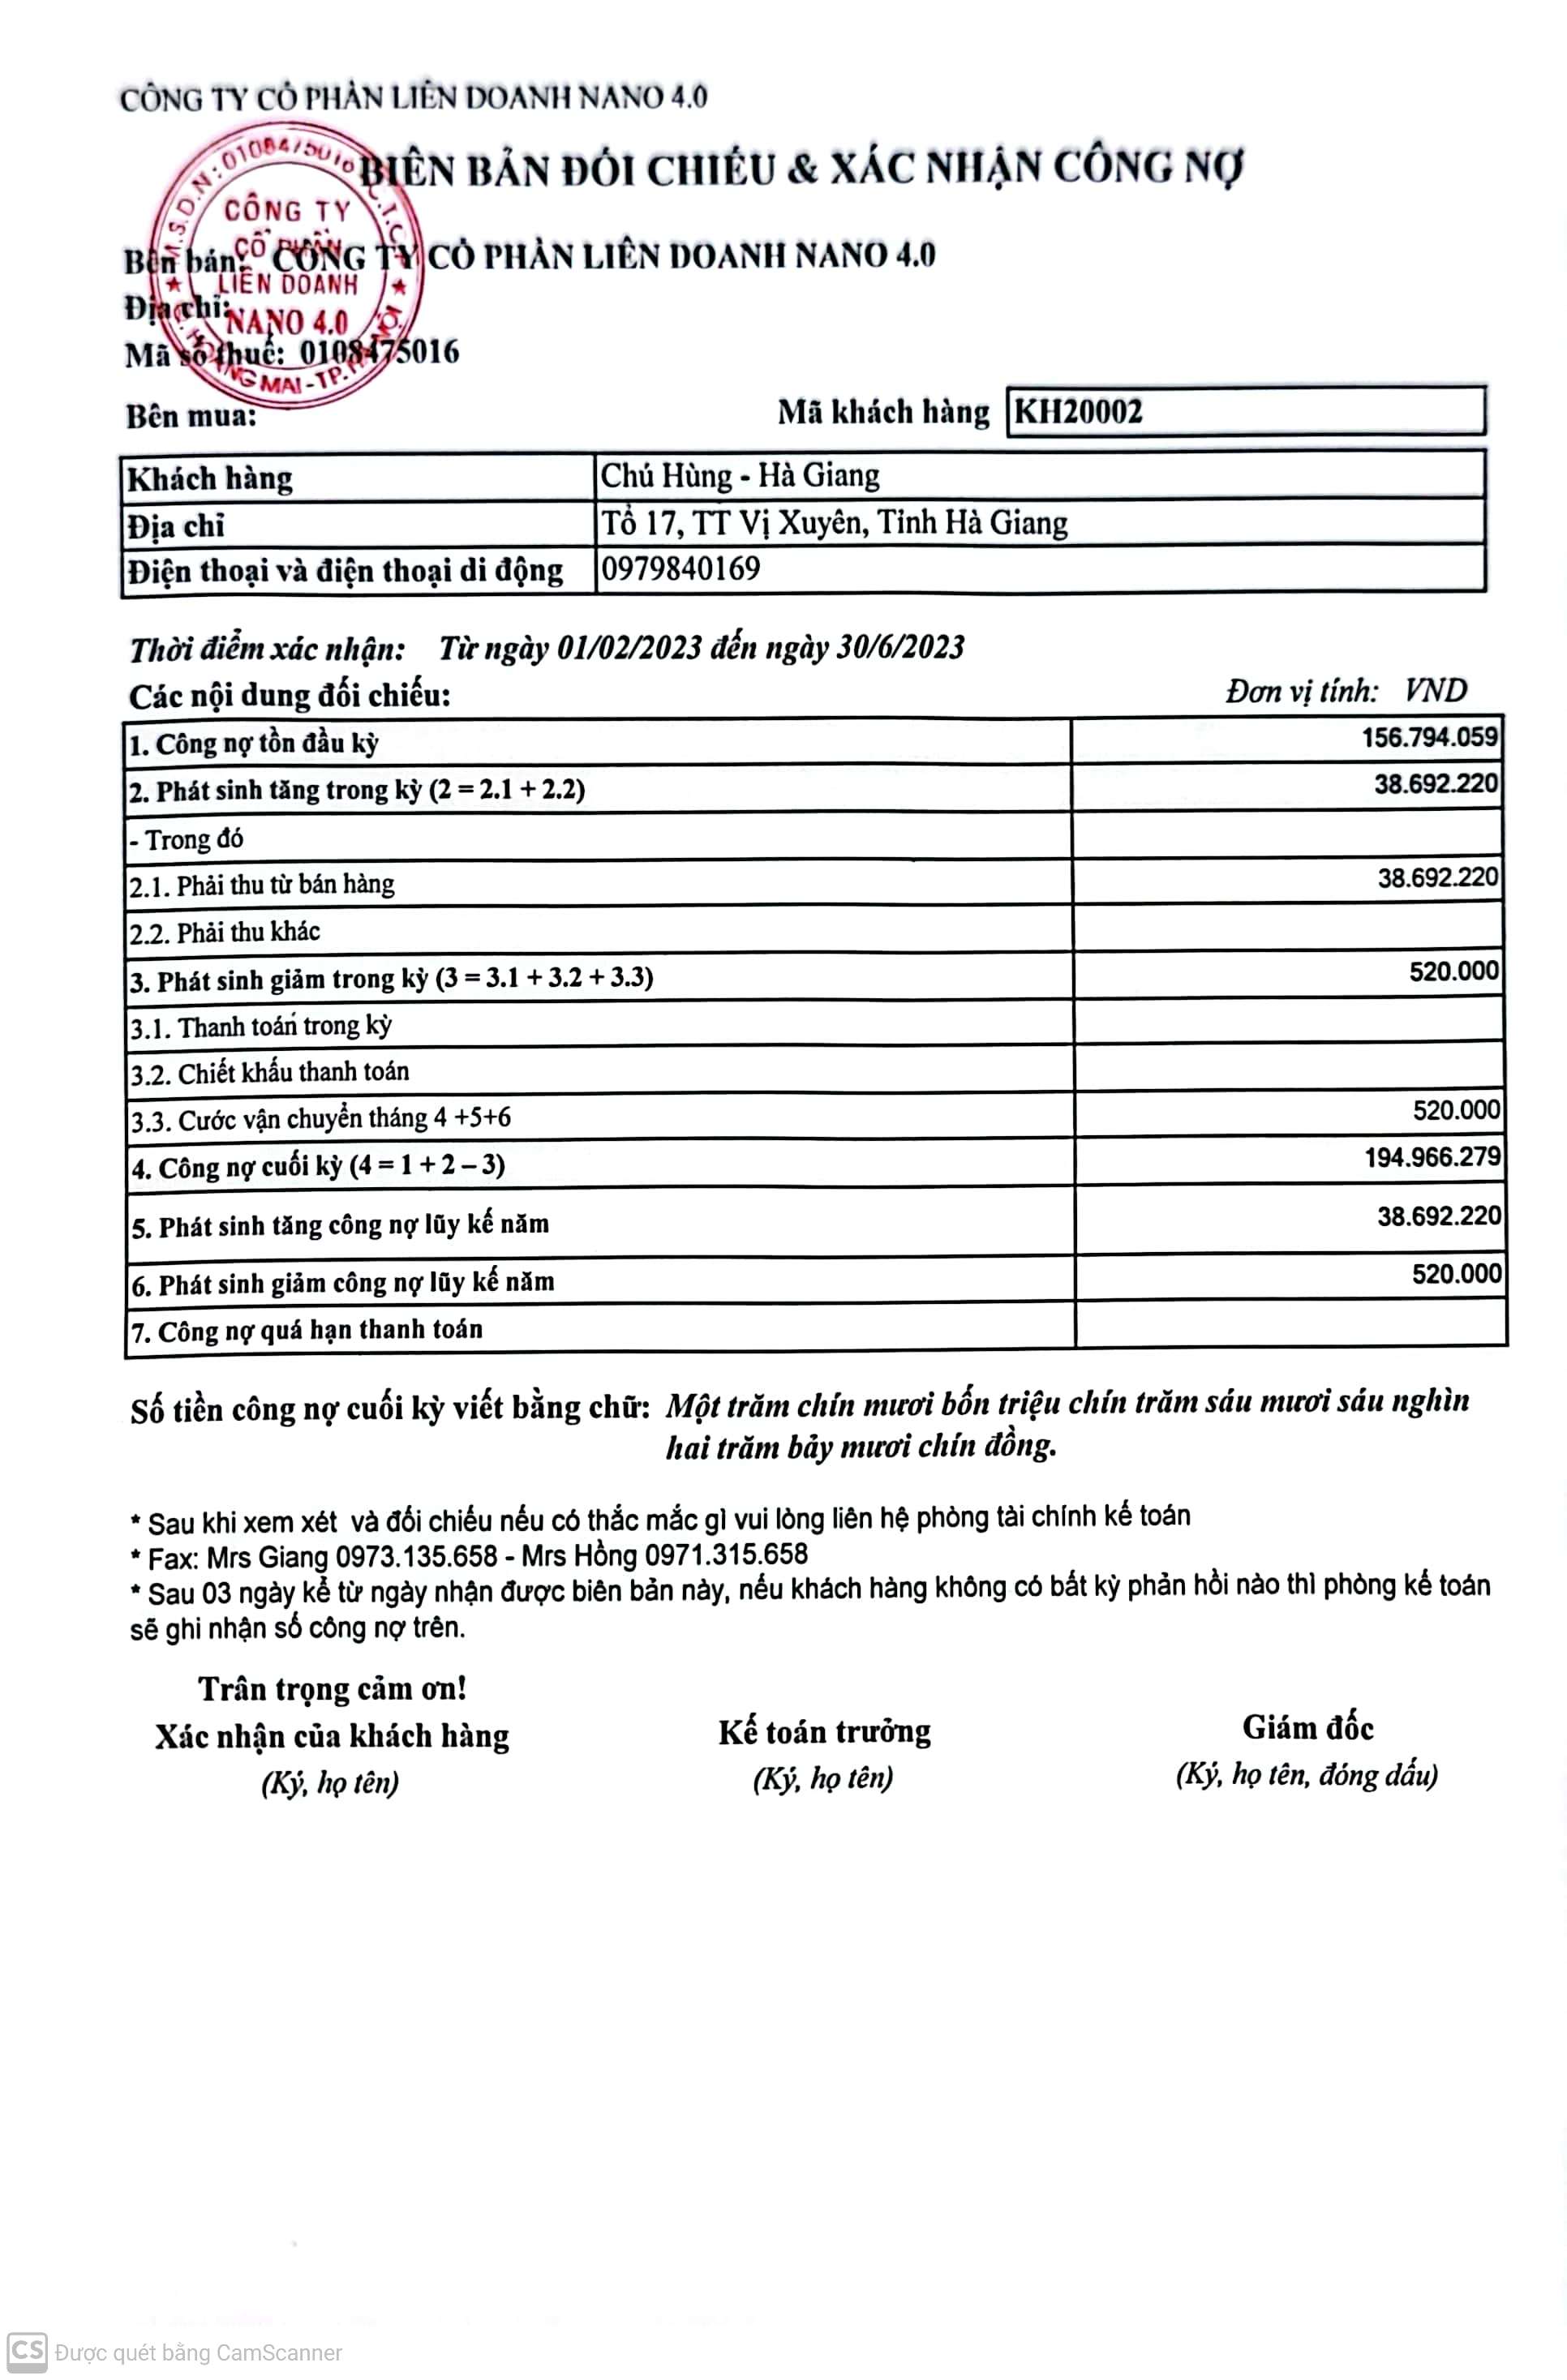 CÔNG TY CỔ PHẦN LIÊN DOANH NANO 4.0
BIÊN BẢN ĐỐI CHIẾU & XÁC NHẬN CÔNG NỢ
M.S.D.N: 0108475016 C.T.C.P
CÔNG TY
CỔ PHẦN
LIÊN DOANH
NANO 4.0
Q. HOÀNG MAI - TP. HÀ NỘI
Bên bán: CÔNG TY CỔ PHẦN LIÊN DOANH NANO 4.0
Địa chỉ:
Mã số thuế: 0108475016
Bên mua: Mã khách hàng KH20002
Khách hàng Chú Hùng - Hà Giang
Địa chỉ Tổ 17, TT Vị Xuyên, Tỉnh Hà Giang
Điện thoại và điện thoại di động 0979840169
Thời điểm xác nhận: Từ ngày 01/02/2023 đến ngày 30/6/2023
Các nội dung đối chiếu: Đơn vị tính: VND
1. Công nợ tồn đầu kỳ 156.794.059
2. Phát sinh tăng trong kỳ (2 = 2.1 + 2.2) 38.692.220
- Trong đó
2.1. Phải thu từ bán hàng 38.692.220
2.2. Phải thu khác
3. Phát sinh giảm trong kỳ (3 = 3.1 + 3.2 + 3.3) 520.000
3.1. Thanh toán trong kỳ
3.2. Chiết khấu thanh toán
3.3. Cước vận chuyển tháng 4 +5+6 520.000
4. Công nợ cuối kỳ (4 = 1 + 2 – 3) 194.966.279
5. Phát sinh tăng công nợ lũy kế năm 38.692.220
6. Phát sinh giảm công nợ lũy kế năm 520.000
7. Công nợ quá hạn thanh toán
Số tiền công nợ cuối kỳ viết bằng chữ: Một trăm chín mươi bốn triệu chín trăm sáu mươi sáu nghìn
hai trăm bảy mươi chín đồng.
* Sau khi xem xét và đối chiếu nếu có thắc mắc gì vui lòng liên hệ phòng tài chính kế toán
* Fax: Mrs Giang 0973.135.658 - Mrs Hồng 0971.315.658
* Sau 03 ngày kể từ ngày nhận được biên bản này, nếu khách hàng không có bất kỳ phản hồi nào thì phòng kế toán
sẽ ghi nhận số công nợ trên.
Trân trọng cảm ơn!
Xác nhận của khách hàng Kế toán trưởng Giám đốc
(Ký, họ tên) (Ký, họ tên) (Ký, họ tên, đóng dấu)
CS Được quét bằng CamScanner